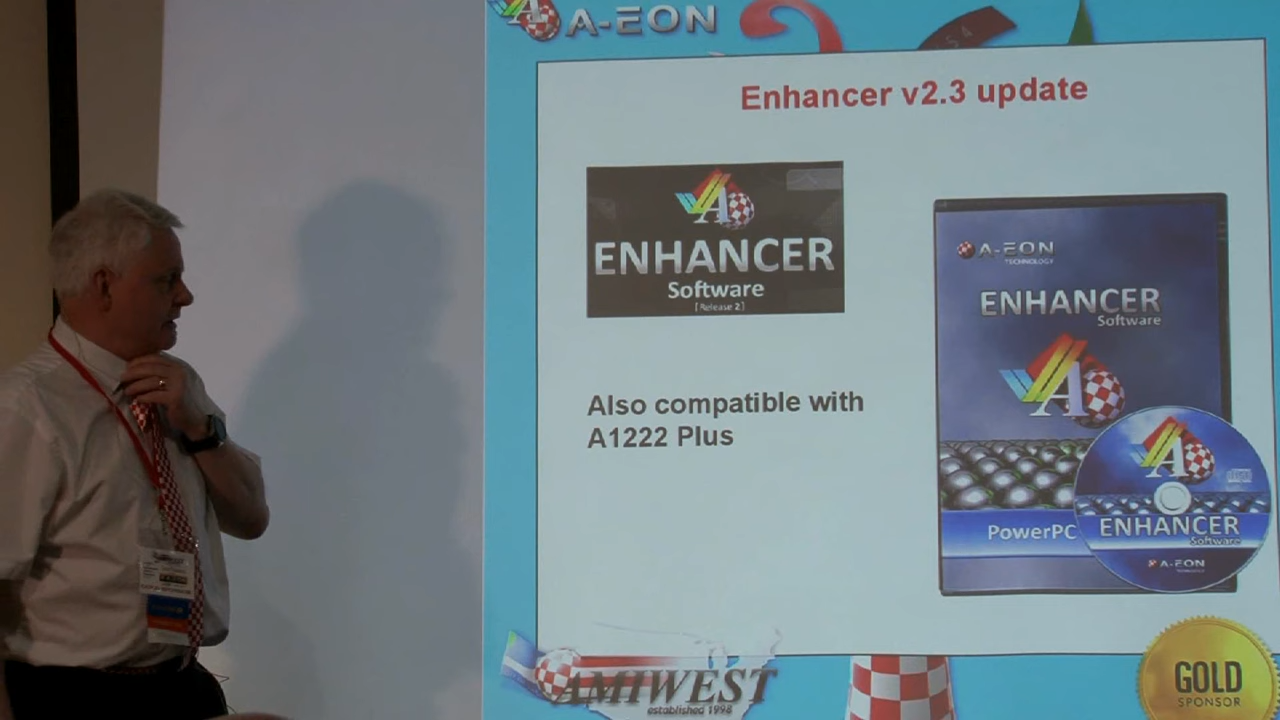 A-EON
S4
Enhancer v2.3 update
ENHANCER
Software
[Release 2]
Also compatible with
A1222 Plus
A-EON
TECHNOLOGY
ENHANCER
Software
PowerPC
ENHANCER
Software
A-EON
AMIWEST
established 1998
GOLD
SPONSOR